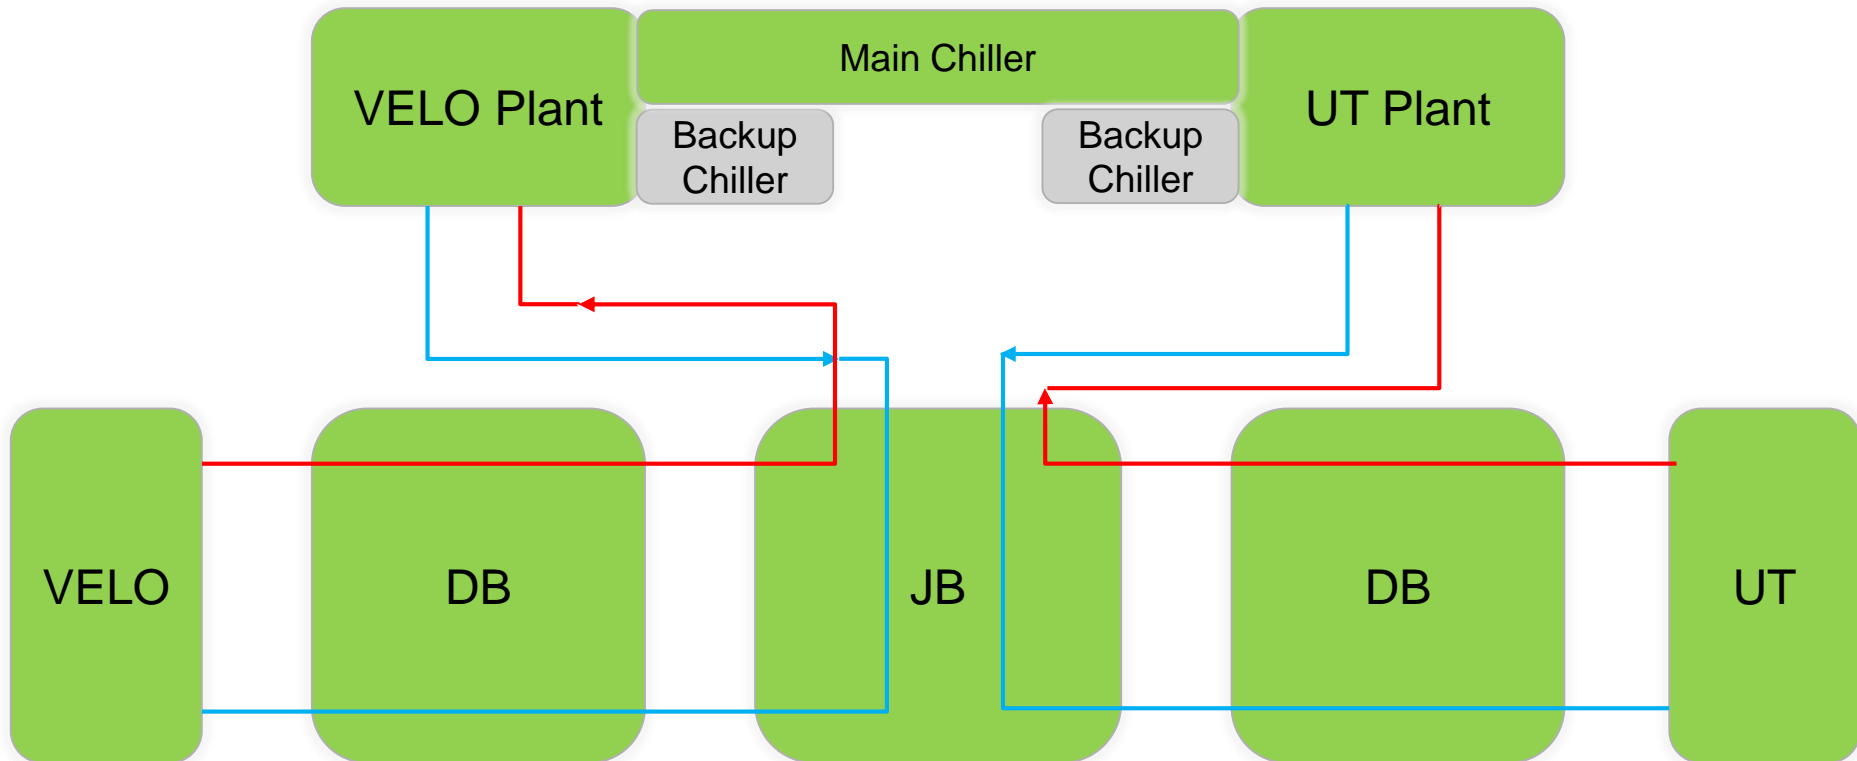 Main Chiller
VELO Plant
UT Plant
Backup
Chiller
Backup
Chiller
VELO
DB
JB
DB
UT